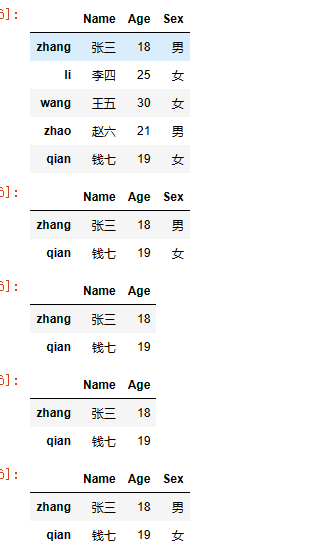 6]:
Name Age Sex
zhang 张三 18 男
li 李四 25 女
wang 王五 30 女
zhao 赵六 21 男
qian 钱七 19 女
6]:
Name Age Sex
zhang 张三 18 男
qian 钱七 19 女
6]:
Name Age
zhang 张三 18
qian 钱七 19
6]:
Name Age
zhang 张三 18
qian 钱七 19
6]:
Name Age Sex
zhang 张三 18 男
qian 钱七 19 女